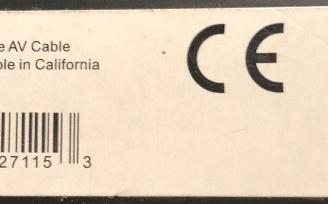 e AV Cable
ble in California
CE
27115 3